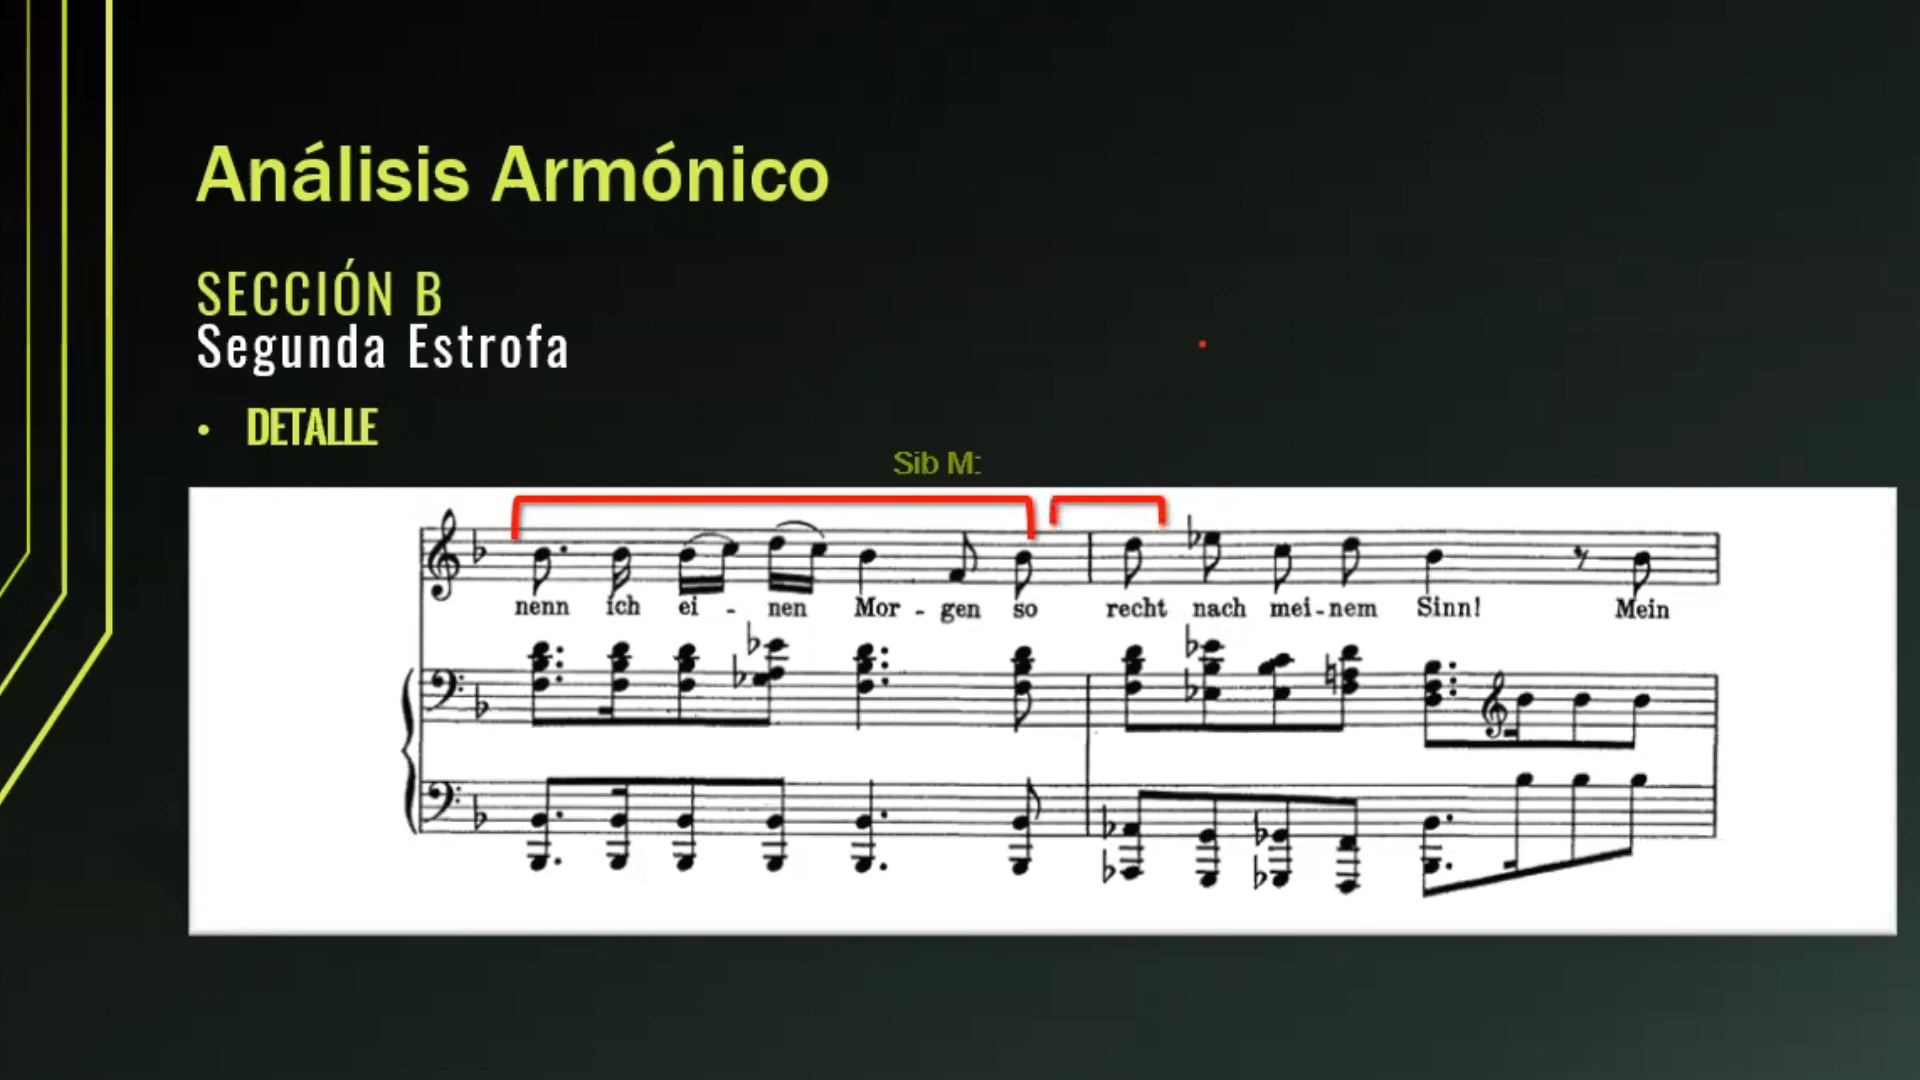 Análisis Armónico
SECCIÓN B
Segunda Estrofa
• DETALLE
Sib M:
nenn ich ei - nen Mor - gen so recht nach mei - nem Sinn! Mein